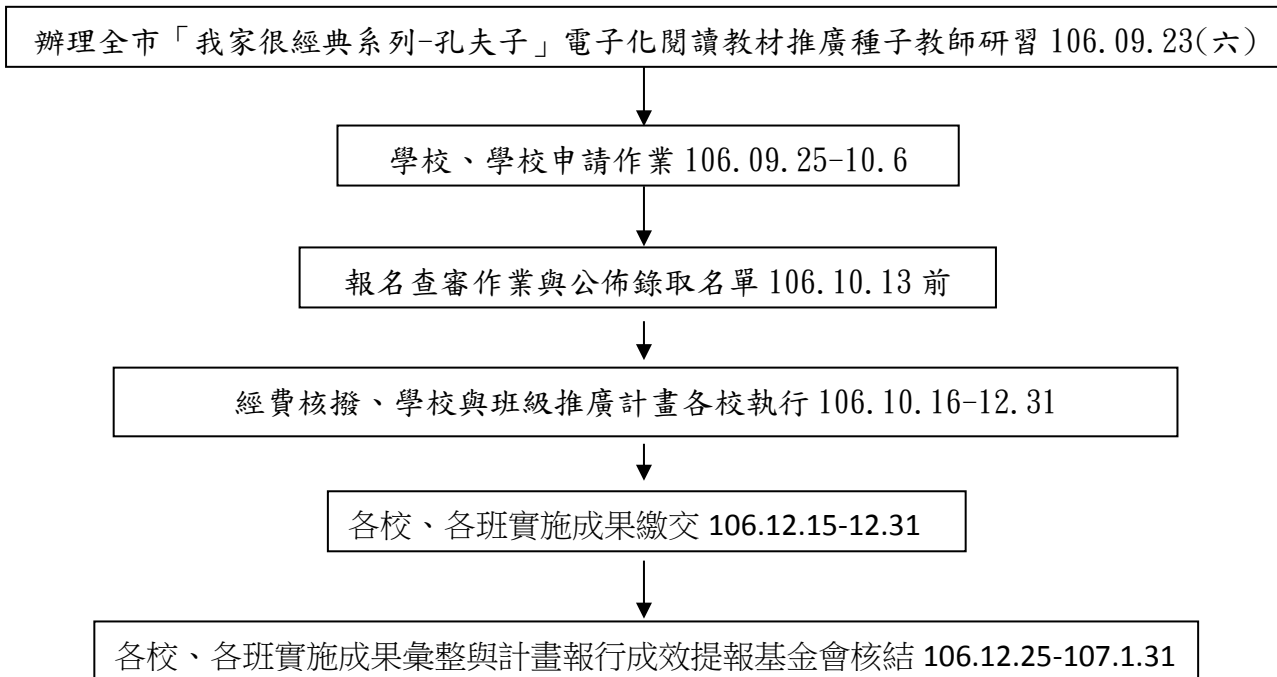 辦理全市「我家很經典系列-孔夫子」電子化閱讀教材推廣種子教師研習 106.09.23(六)
學校、學校申請作業 106.09.25-10.6
報名查審作業與公佈錄取名單 106.10.13 前
經費核撥、學校與班級推廣計畫各校執行 106.10.16-12.31
各校、各班實施成果繳交 106.12.15-12.31
各校、各班實施成果彙整與計畫報行成效提報基金會核結 106.12.25-107.1.31